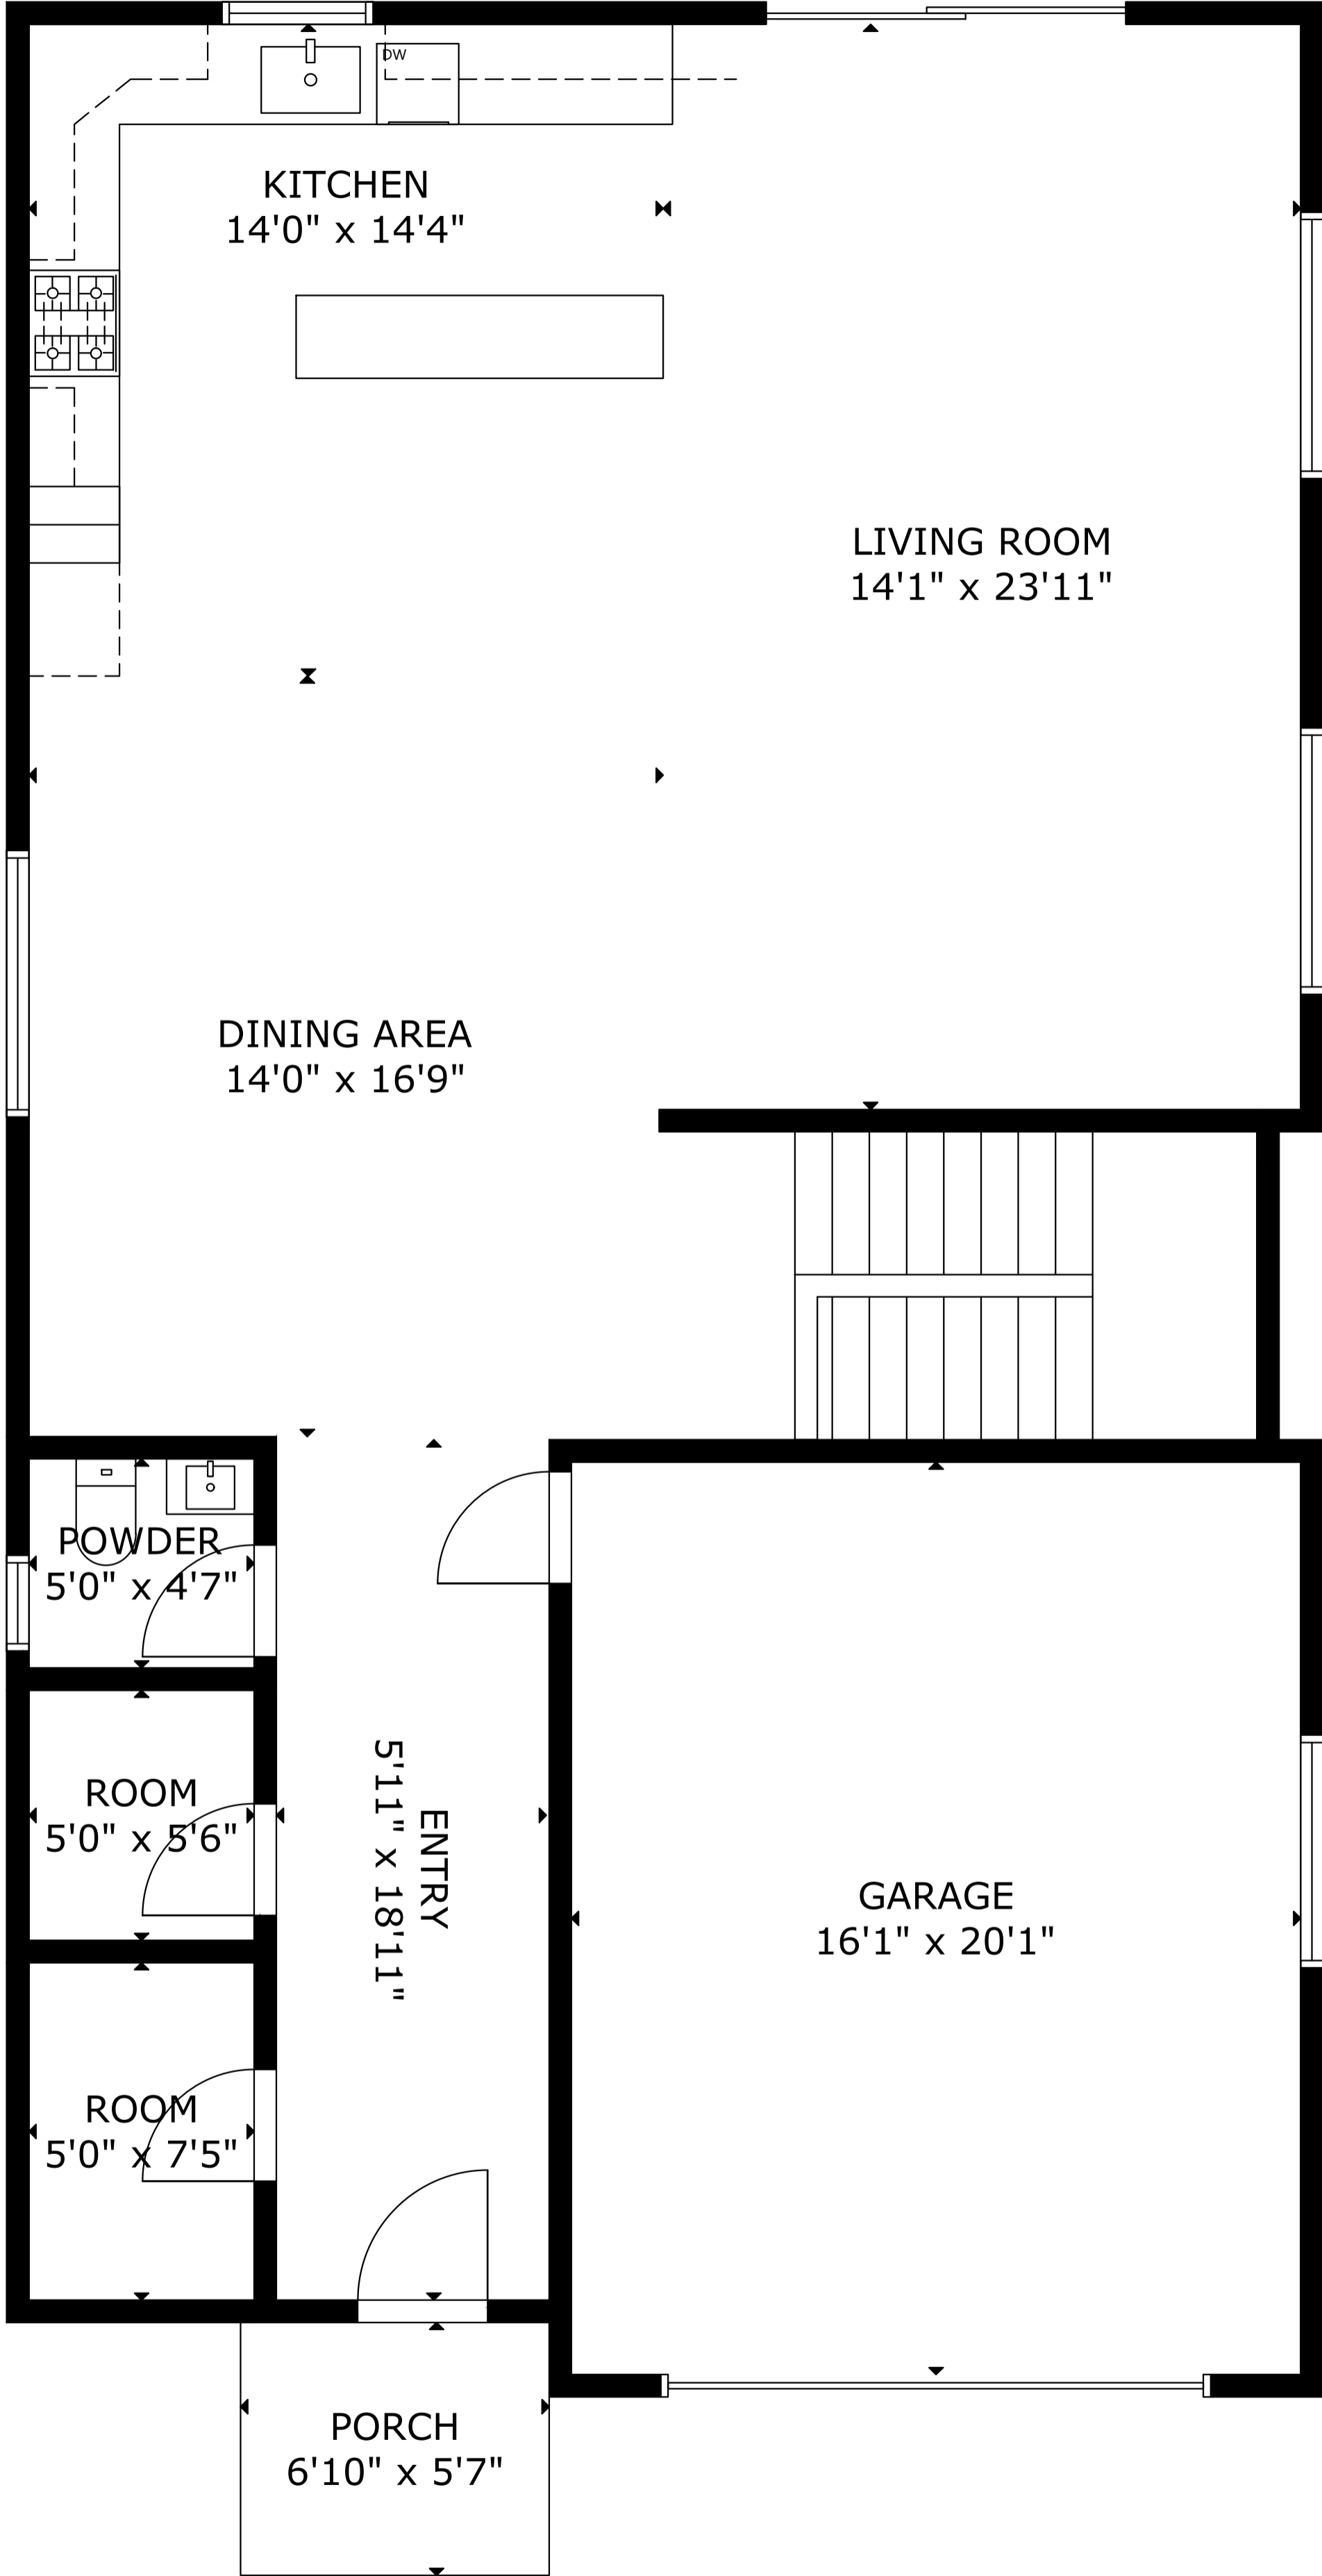 DW
KITCHEN
14'0" x 14'4"
LIVING ROOM
14'1" x 23'11"
DINING AREA
14'0" x 16'9"
POWDER
5'0" x 4'7"
ROOM
5'0" x 5'6"
ENTRY
5'11" x 18'11"
GARAGE
16'1" x 20'1"
ROOM
5'0" x 7'5"
PORCH
6'10" x 5'7"